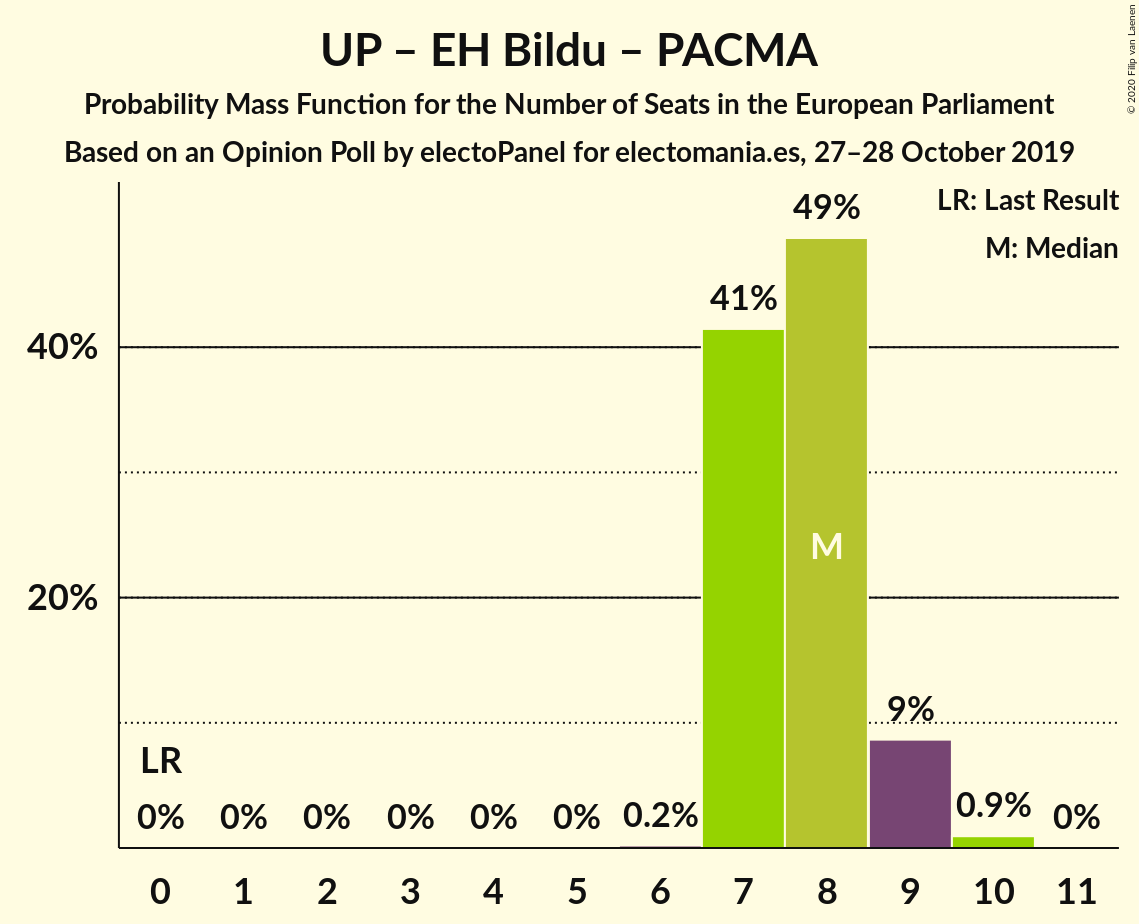 UP – EH Bildu – PACMA
Probability Mass Function for the Number of Seats in the European Parliament
Based on an Opinion Poll by electoPanel for electomania.es, 27–28 October 2019
© 2020 Filip van Laenen
LR: Last Result
M: Median
49%
41%
40%
M
20%
9%
LR
0% 0% 0% 0% 0% 0% 0.2% 0.9% 0%
0 1 2 3 4 5 6 7 8 9 10 11